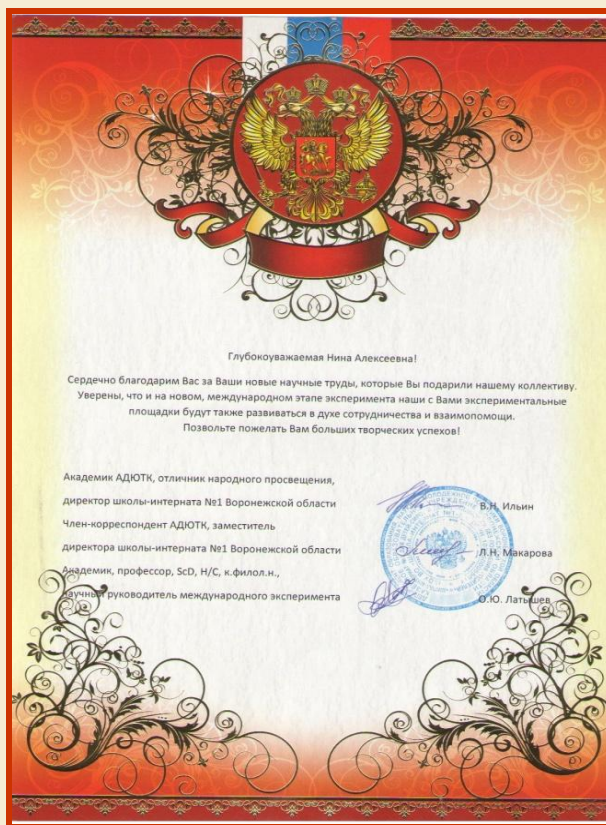 Глубокоуважаемая Нина Алексеевна!
Сердечно благодарим Вас за Ваши новые научные труды, которые Вы подарили нашему коллективу.
Уверены, что и на новом, международном этапе эксперимента наши с Вами экспериментальные
площадки будут также развиваться в духе сотрудничества и взаимопомощи.
Позвольте пожелать Вам больших творческих успехов!
Академик АДЮТК, отличник народного просвещения,
директор школы-интерната №1 Воронежской области
В.Н. Ильин
Член-корреспондент АДЮТК, заместитель
директора школы-интерната №1 Воронежской области
Л.Н. Макарова
Академик, профессор, ScD, H/C, к.филол.н.,
научный руководитель международного эксперимента
О.Ю. Латышев